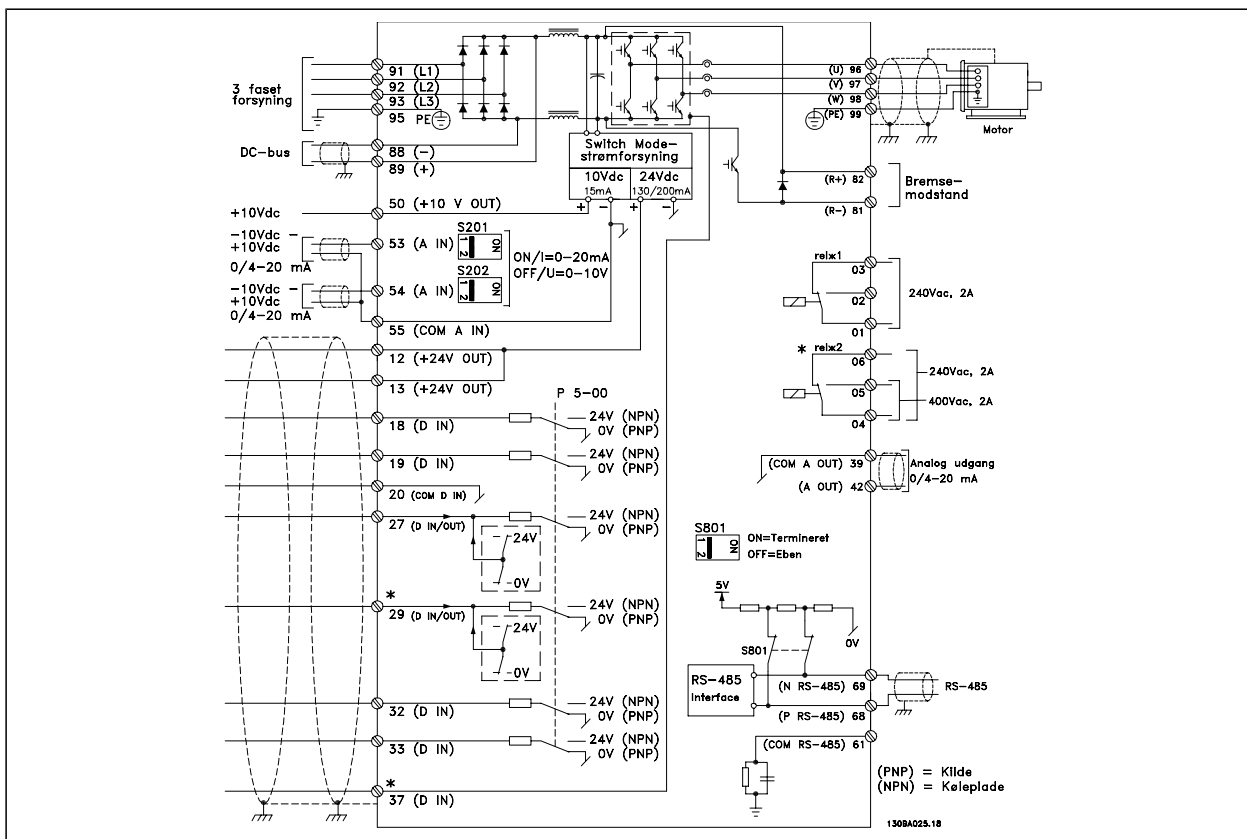 3 faset
forsyning
91 (L1)
92 (L2)
93 (L3)
95 PE
DC-bus
88 (-)
89 (+)
Switch Mode-
strømforsyning
10Vdc
15mA
24Vdc
130/200mA
+ - + -
+10Vdc
50 (+10 V OUT)
-10Vdc -
+10Vdc
0/4-20 mA
53 (A IN)
S201
1 2
ON
ON/I=0-20mA
OFF/U=0-10V
-10Vdc -
+10Vdc
0/4-20 mA
54 (A IN)
S202
1 2
ON
55 (COM A IN)
12 (+24V OUT)
13 (+24V OUT)
P 5-00
18 (D IN)
24V (NPN)
0V (PNP)
19 (D IN)
24V (NPN)
0V (PNP)
20 (COM D IN)
27 (D IN/OUT)
24V (NPN)
0V (PNP)
24V
0V
*
29 (D IN/OUT)
24V (NPN)
0V (PNP)
24V
0V
32 (D IN)
24V (NPN)
0V (PNP)
33 (D IN)
24V (NPN)
0V (PNP)
*
37 (D IN)
(U) 96
(V) 97
(W) 98
(PE) 99
Motor
(R+) 82
(R-) 81
Bremse-
modstand
relæ1
03
02
01
240Vac, 2A
* relæ2
06
05
04
240Vac, 2A
400Vac, 2A
(COM A OUT) 39
(A OUT) 42
Analog udgang
0/4-20 mA
S801
1 2
ON
ON=Termineret
OFF=Eben
5V
0V
S801
RS-485
Interface
(N RS-485) 69
(P RS-485) 68
RS-485
(COM RS-485) 61
(PNP) = Kilde
(NPN) = Køleplade
130BA025.18